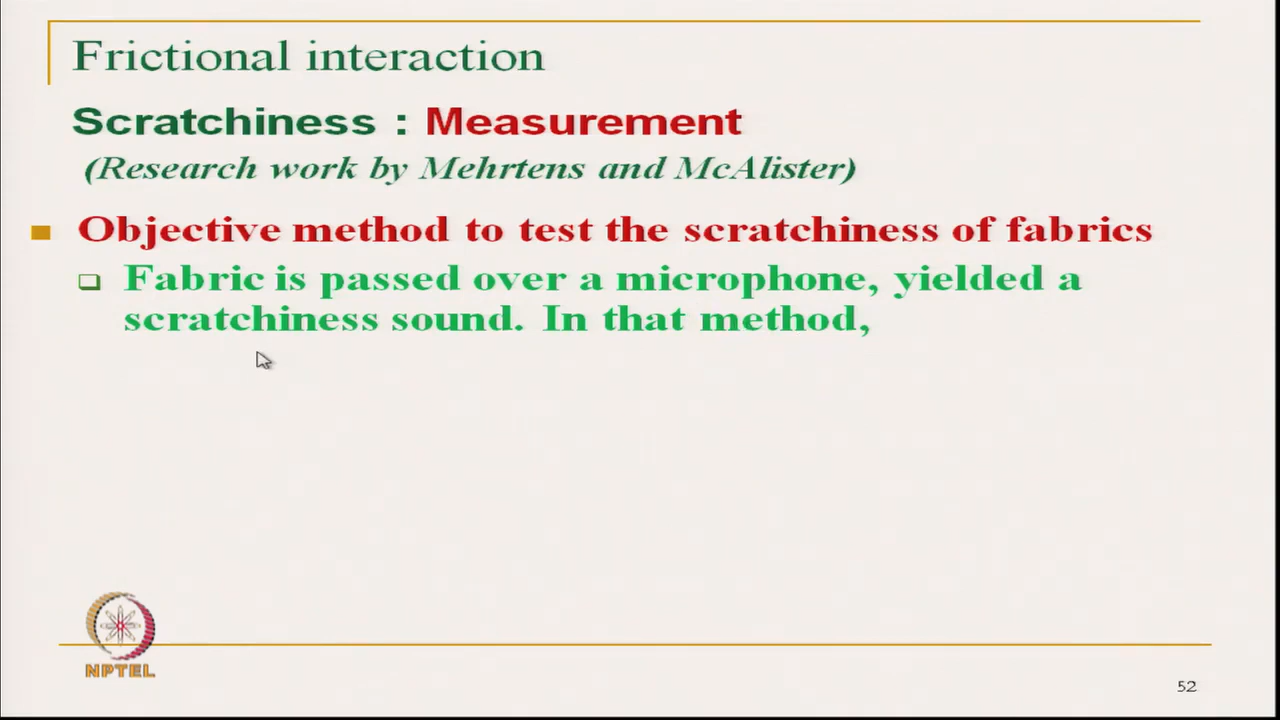 Frictional interaction
Scratchiness : Measurement
(Research work by Mehrtens and McAlister)
Objective method to test the scratchiness of fabrics
Fabric is passed over a microphone, yielded a
scratchiness sound. In that method,
NPTEL
52